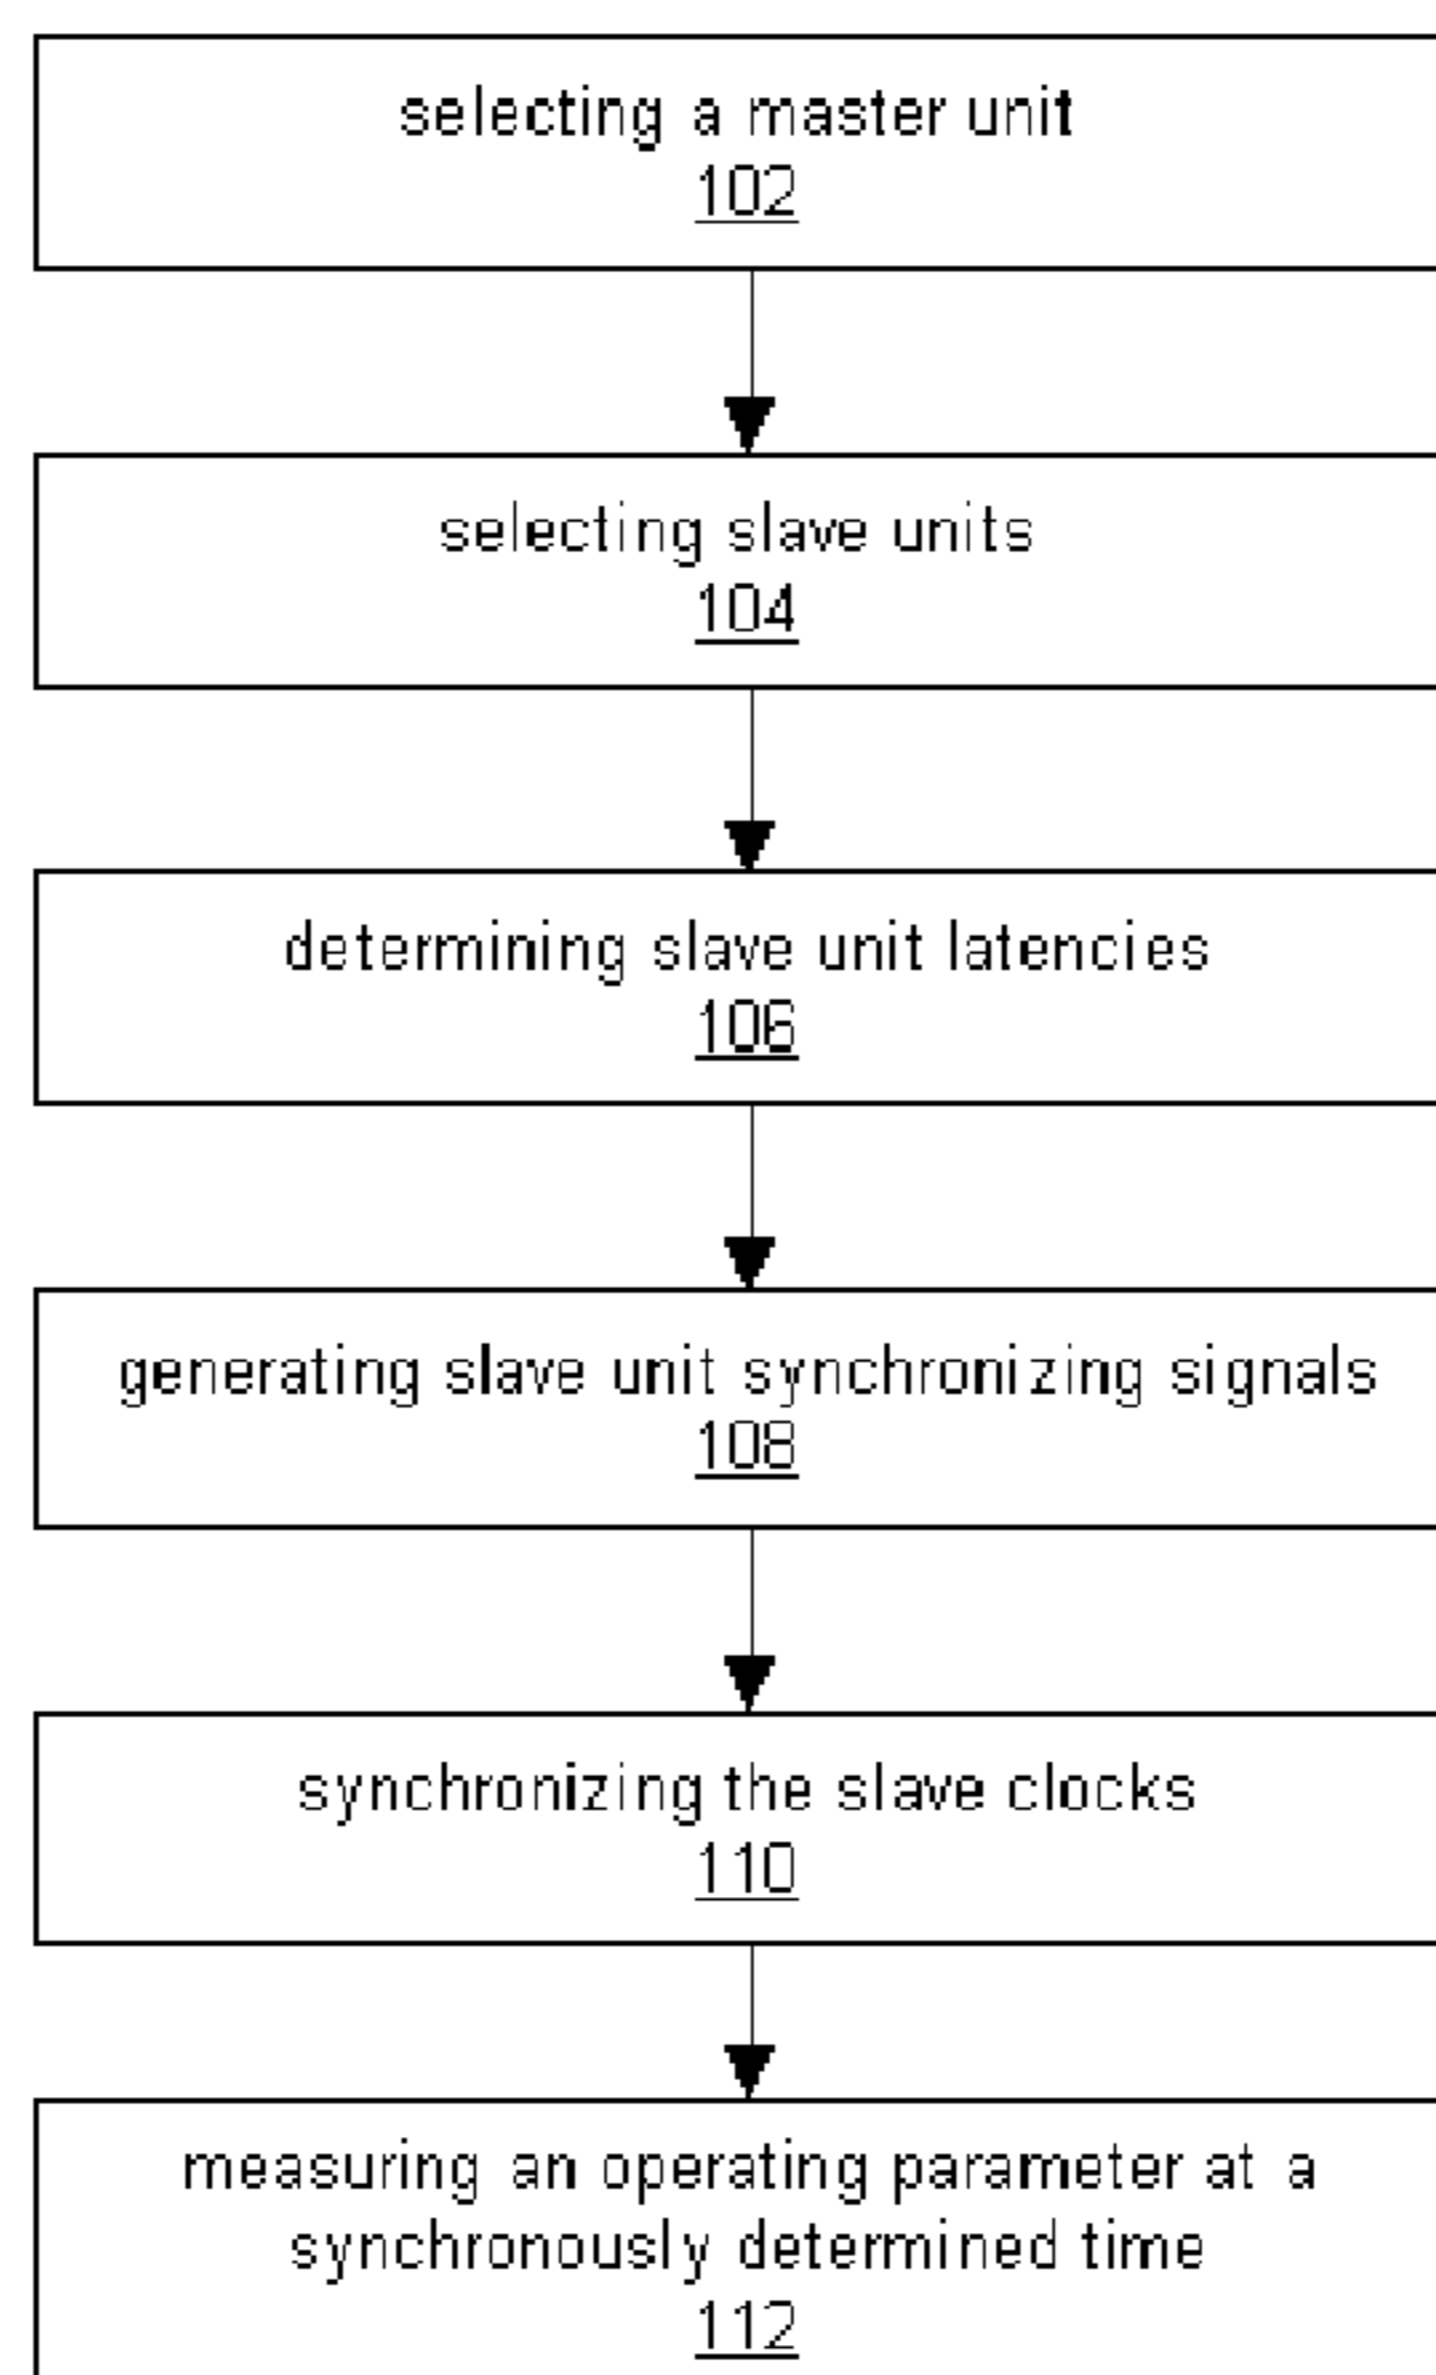 selecting a master unit
102
selecting slave units
104
determining slave unit latencies
106
generating slave unit synchronizing signals
108
synchronizing the slave clocks
110
measuring an operating parameter at a
synchronously determined time
112